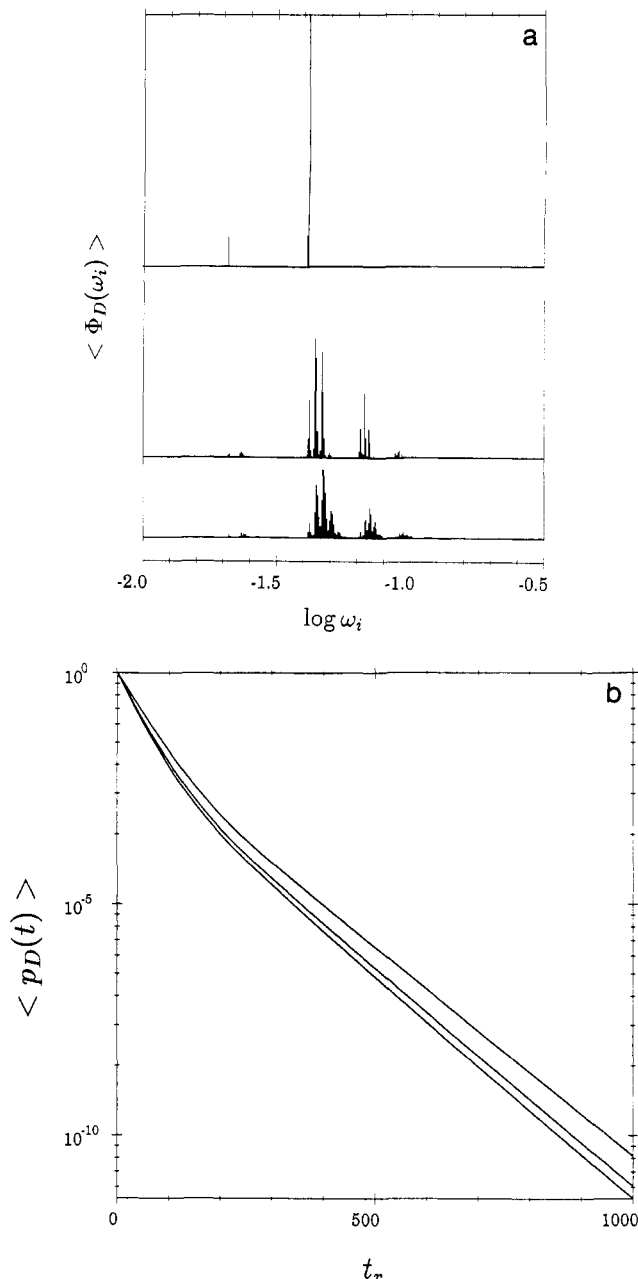 a
< Φ_D(ω_i) >
-2.0 -1.5 -1.0 -0.5
log ω_i
b
10^0
10^-5
10^-10
< p_D(t) >
0 500 1000
t_r